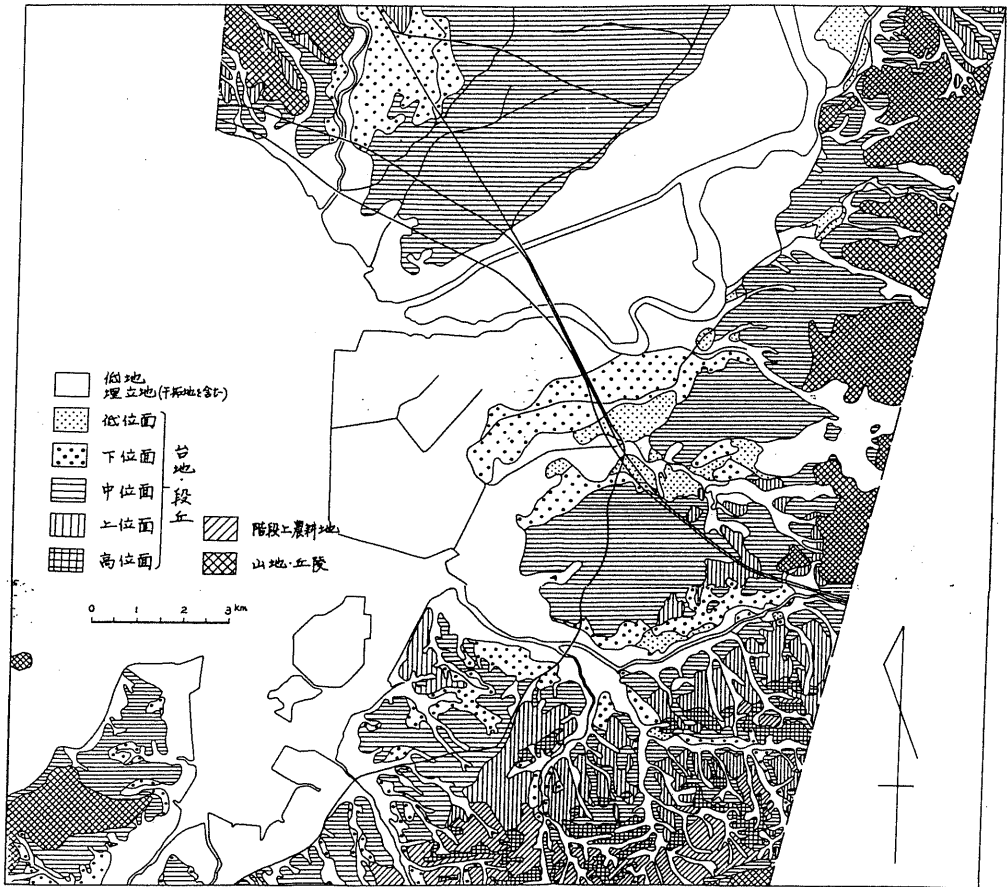 低地
埋立地(干拓地を含む)
低位面
下位面
中位面
上位面
高位面
台地・段丘
階段上農耕地
山地・丘陵
0 1 2 3 km